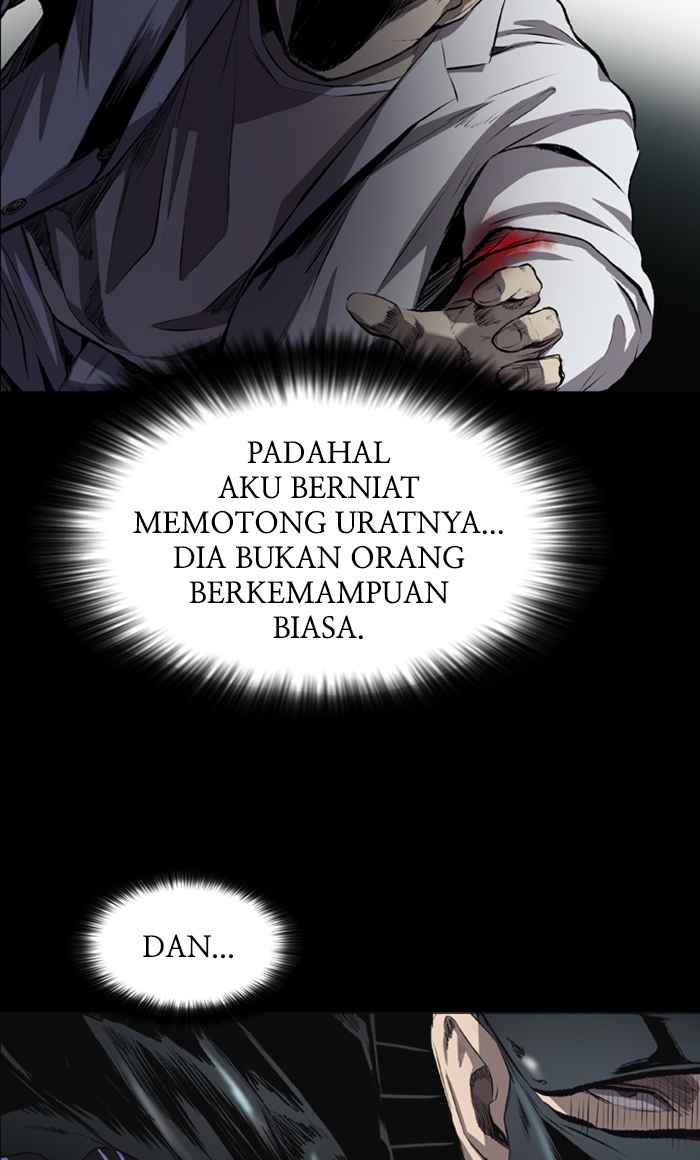 PADAHAL
AKU BERNIAT
MEMOTONG URATNYA...
DIA BUKAN ORANG
BERKEMAMPUAN
BIASA.
DAN...